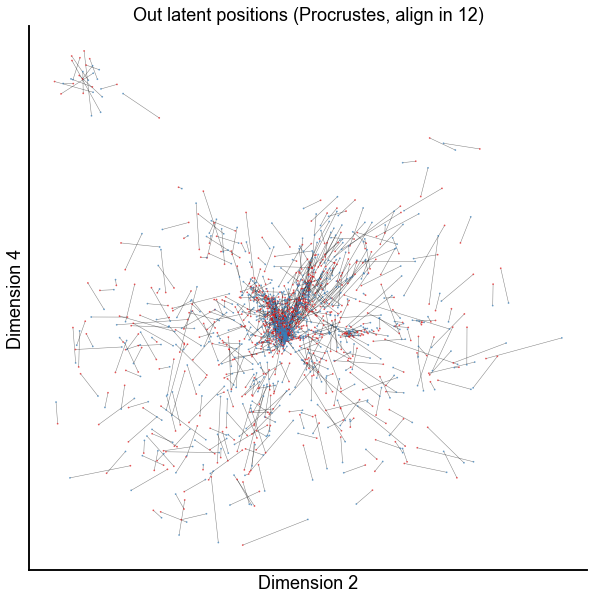 Out latent positions (Procrustes, align in 12)
Dimension 4
Dimension 2